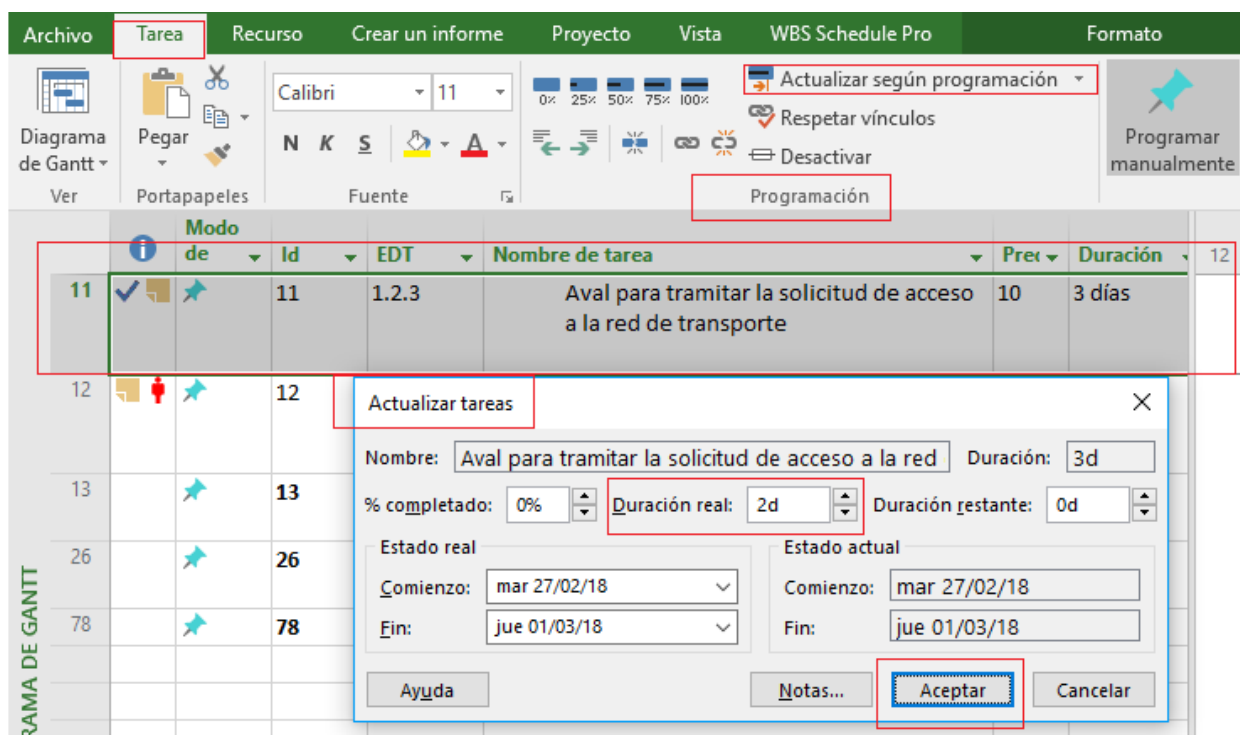 Archivo Tarea Recurso Crear un informe Proyecto Vista WBS Schedule Pro Formato
Calibri 11 0% 25% 50% 75% 100% Actualizar según programación
Diagrama de Gantt Pegar N K S A Respetar vínculos Programar manualmente
Desactivar
Ver Portapapeles Fuente Programación
Modo de Id EDT Nombre de tarea Duración 12
11 11 1.2.3 Aval para tramitar la solicitud de acceso 10 3 días
a la red de transporte
12 12
Actualizar tareas
Nombre: Aval para tramitar la solicitud de acceso a la red Duración: 3d
13 13
% completado: 0% Duración real: 2d Duración restante: 0d
26 26
Estado real Estado actual
Comienzo: mar 27/02/18 Comienzo: mar 27/02/18
78 78
Fin: jue 01/03/18 Fin: jue 01/03/18
Ayuda Notas... Aceptar Cancelar
RAMA DE GANTT